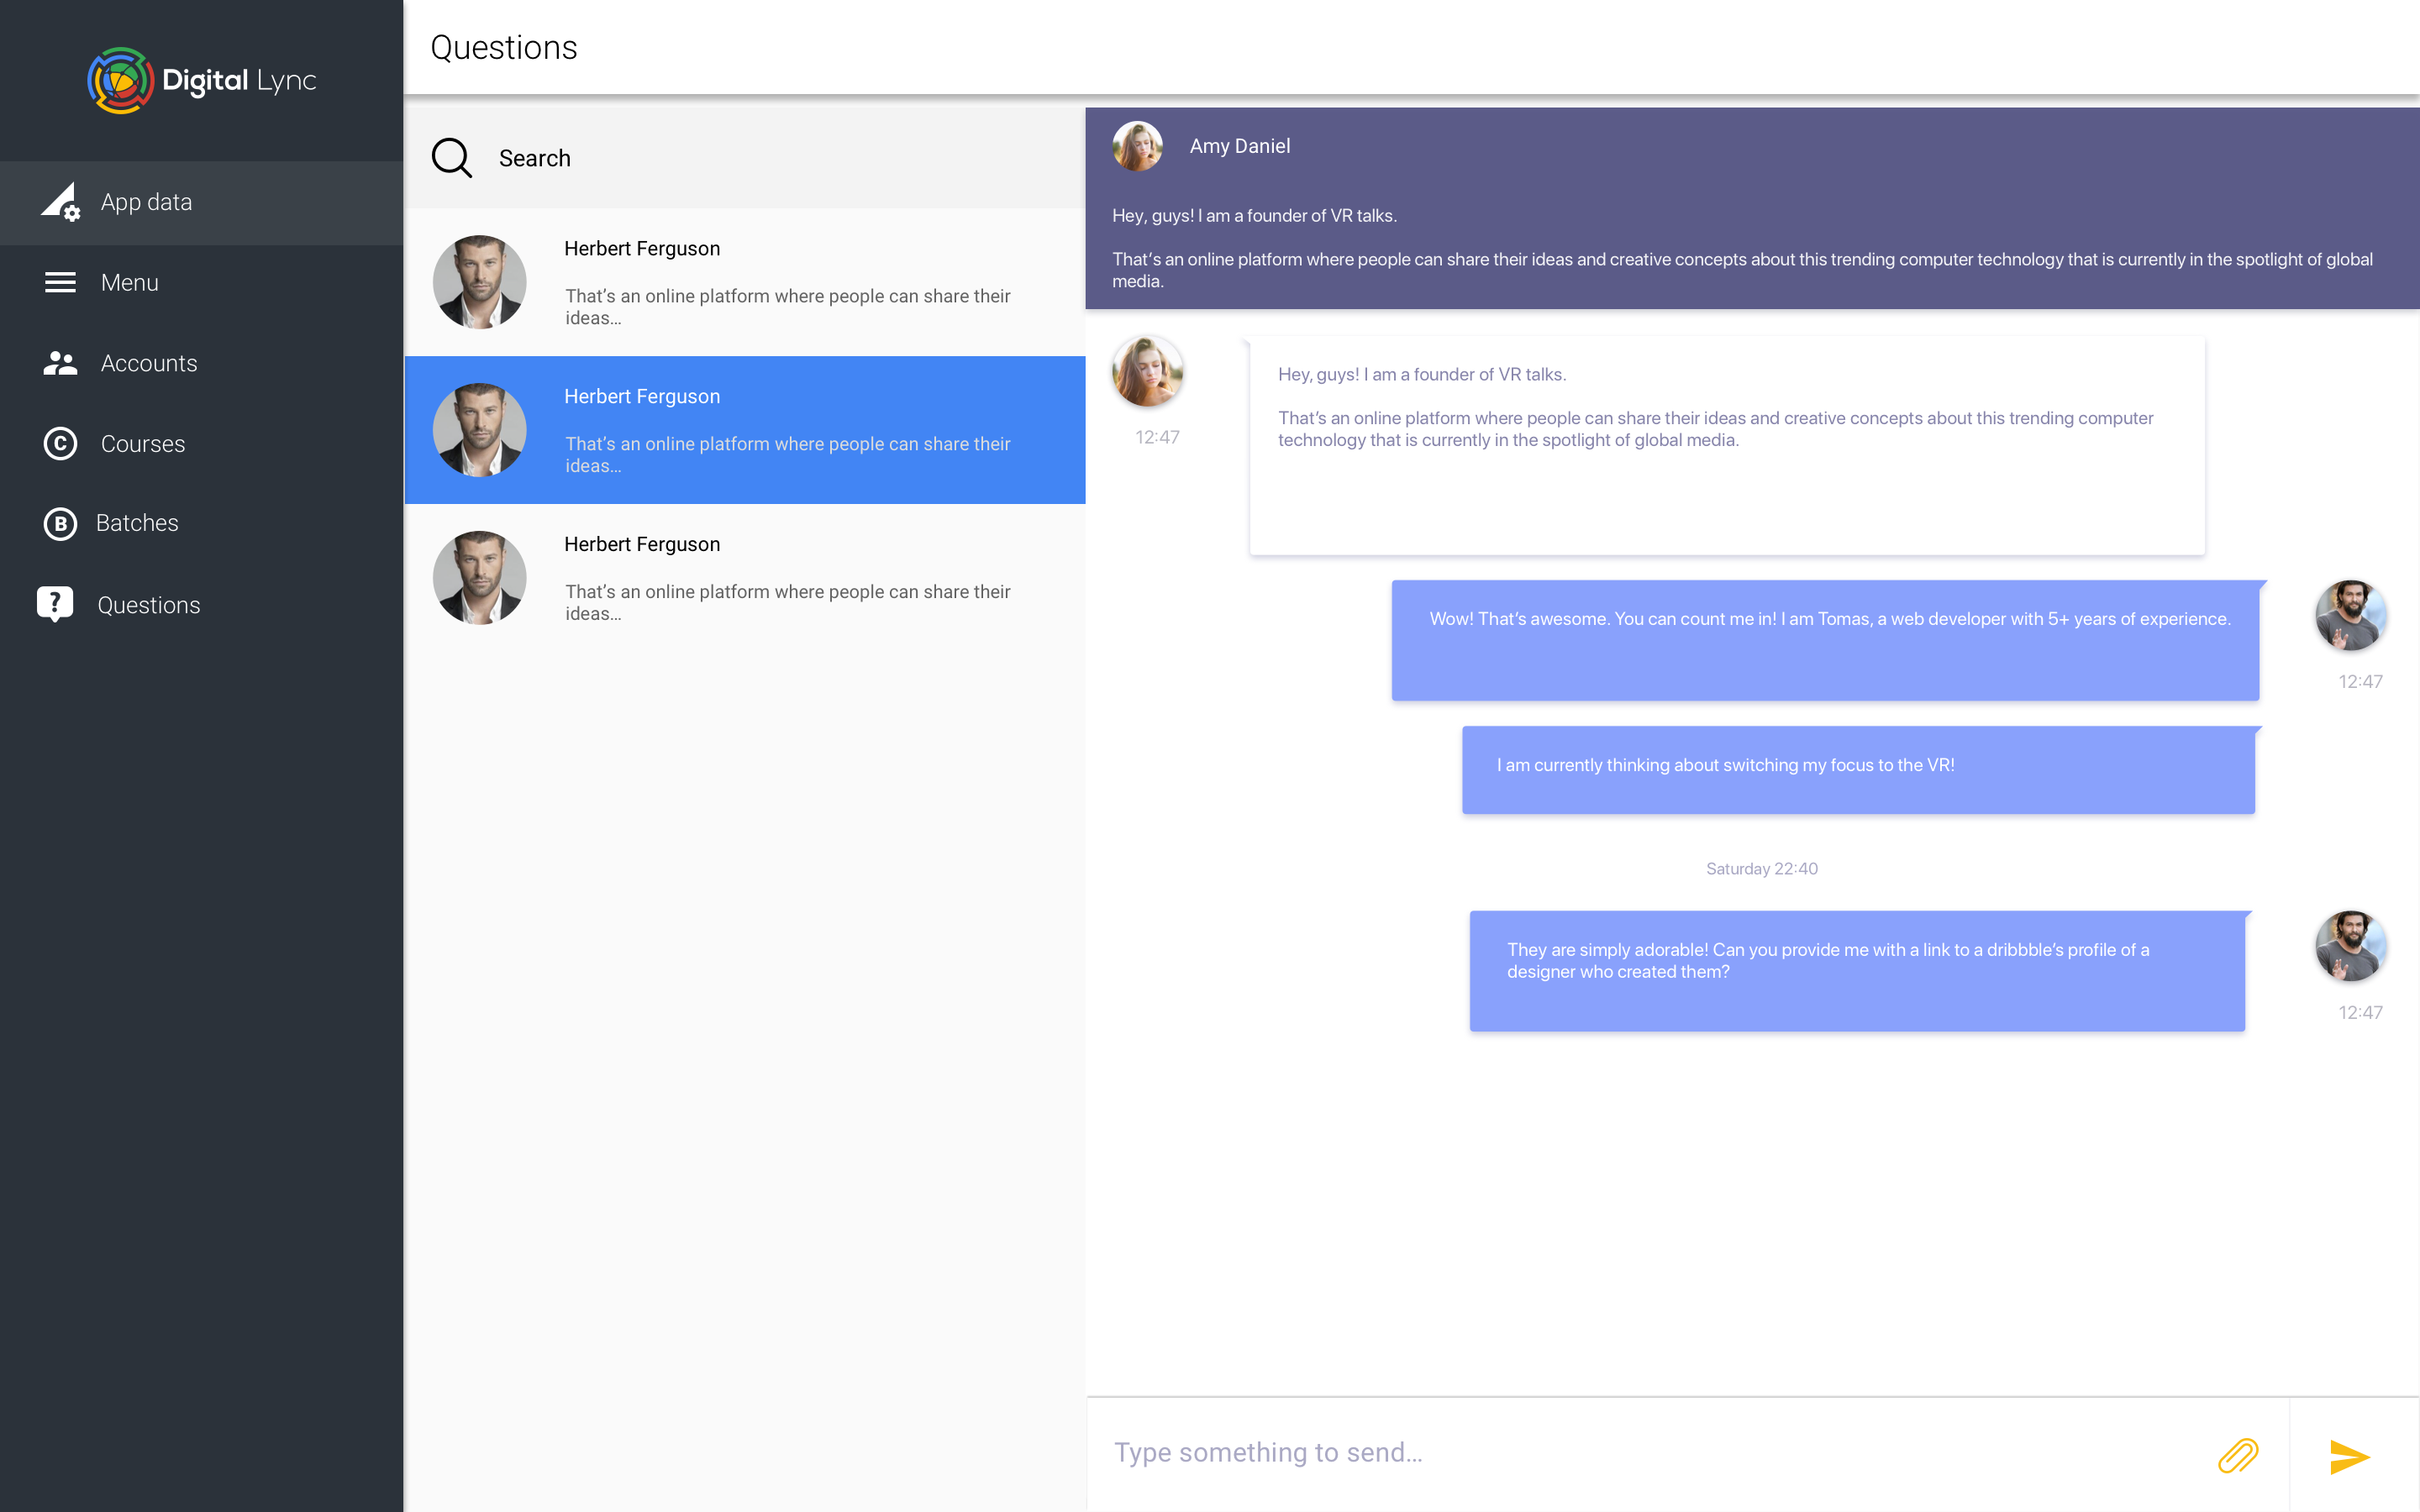 Digital Lync
App data
Menu
Accounts
C
Courses
B
Batches
?
Questions
Questions
Search
Herbert Ferguson
That's an online platform where people can share their
ideas...
Herbert Ferguson
That's an online platform where people can share their
ideas...
Herbert Ferguson
That's an online platform where people can share their
ideas...
Amy Daniel
Hey, guys! I am a founder of VR talks.
That's an online platform where people can share their ideas and creative concepts about this trending computer technology that is currently in the spotlight of global
media.
Hey, guys! I am a founder of VR talks.
That's an online platform where people can share their ideas and creative concepts about this trending computer
technology that is currently in the spotlight of global media.
12:47
Wow! That's awesome. You can count me in! I am Tomas, a web developer with 5+ years of experience.
12:47
I am currently thinking about switching my focus to the VR!
Saturday 22:40
They are simply adorable! Can you provide me with a link to a dribbble's profile of a
designer who created them?
12:47
Type something to send...